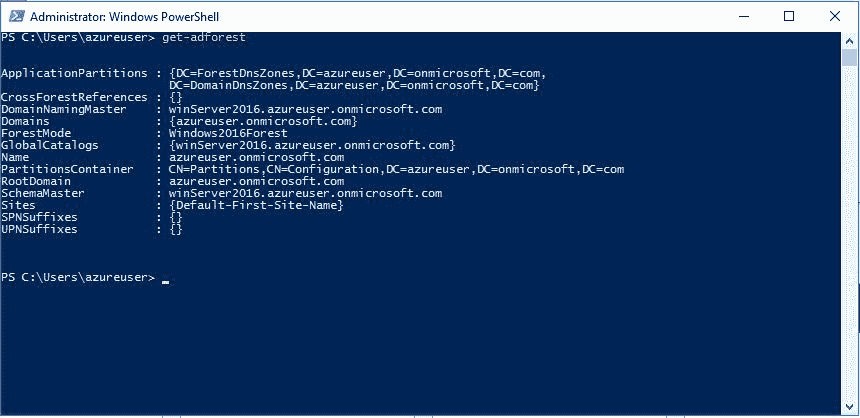 Administrator: Windows PowerShell
PS C:\Users\azureuser> get-adforest
ApplicationPartitions : {DC=ForestDnsZones,DC=azureuser,DC=onmicrosoft,DC=com,
DC=DomainDnsZones,DC=azureuser,DC=onmicrosoft,DC=com}
CrossForestReferences : {}
DomainNamingMaster : winServer2016.azureuser.onmicrosoft.com
Domains : {azureuser.onmicrosoft.com}
ForestMode : Windows2016Forest
GlobalCatalogs : {winServer2016.azureuser.onmicrosoft.com}
Name : azureuser.onmicrosoft.com
PartitionsContainer : CN=Partitions,CN=Configuration,DC=azureuser,DC=onmicrosoft,DC=com
RootDomain : azureuser.onmicrosoft.com
SchemaMaster : winServer2016.azureuser.onmicrosoft.com
Sites : {Default-First-Site-Name}
SPNSuffixes : {}
UPNSuffixes : {}
PS C:\Users\azureuser> _